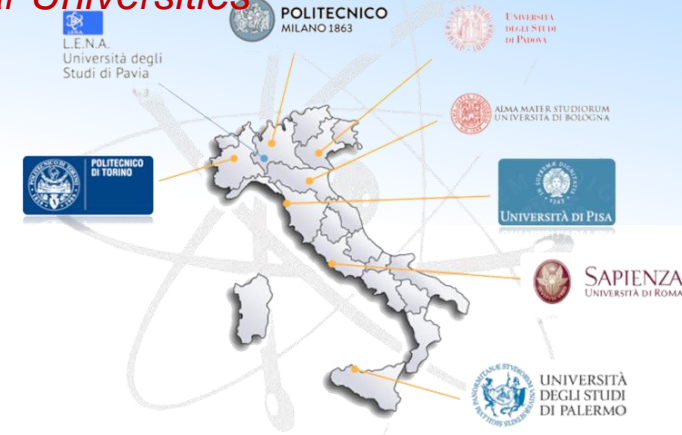 r Universities
POLITECNICO
MILANO 1863
UNIVERSITÀ
DEGLI STUDI
DI PADOVA
L.E.N.A.
Università degli
Studi di Pavia
ALMA MATER STUDIORUM
UNIVERSITÀ DI BOLOGNA
POLITECNICO
DI TORINO
UNIVERSITÀ DI PISA
SAPIENZA
UNIVERSITÀ DI ROMA
UNIVERSITÀ
DEGLI STUDI
DI PALERMO